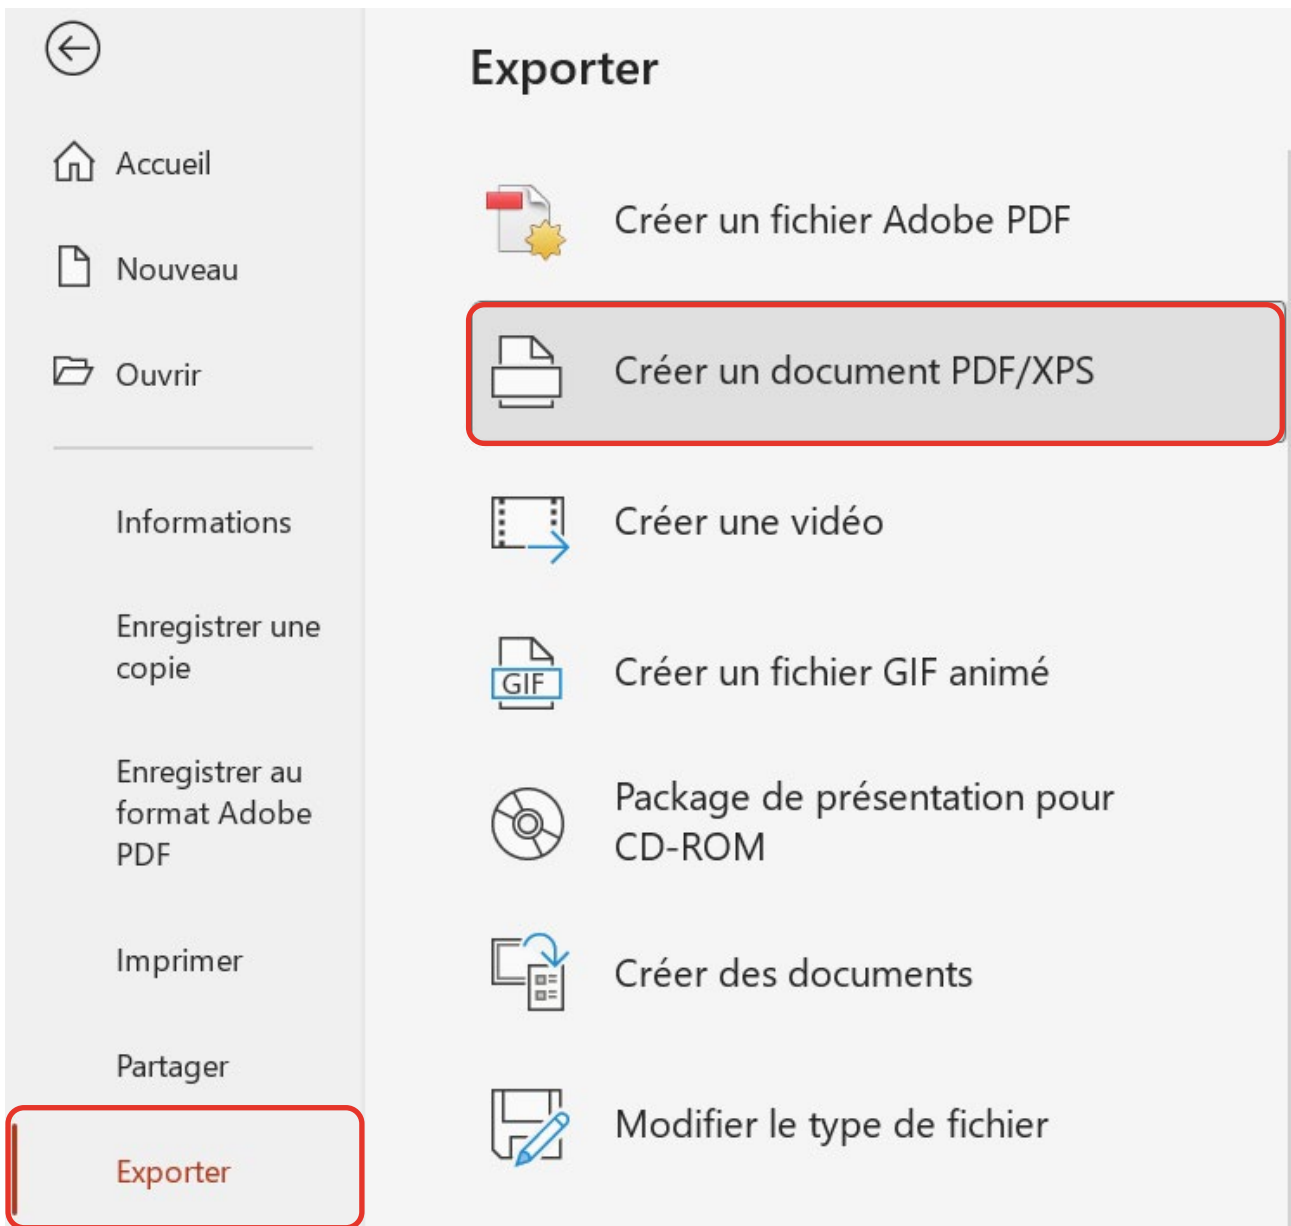 Accueil
Nouveau
Ouvrir
Informations
Enregistrer une
copie
Enregistrer au
format Adobe
PDF
Imprimer
Partager
Exporter
Exporter
Créer un fichier Adobe PDF
Créer un document PDF/XPS
Créer une vidéo
GIF
Créer un fichier GIF animé
Package de présentation pour
CD-ROM
Créer des documents
Modifier le type de fichier